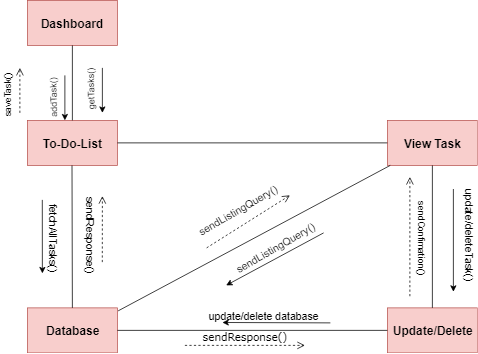 Dashboard
saveTask()
addTask()
getTasks()
To-Do-List
View Task
fetchAllTasks()
sendResponse()
sendListingQuery()
sendListingQuery()
sendConfirmation()
update/deleteTask()
Database
update/delete database
sendResponse()
Update/Delete